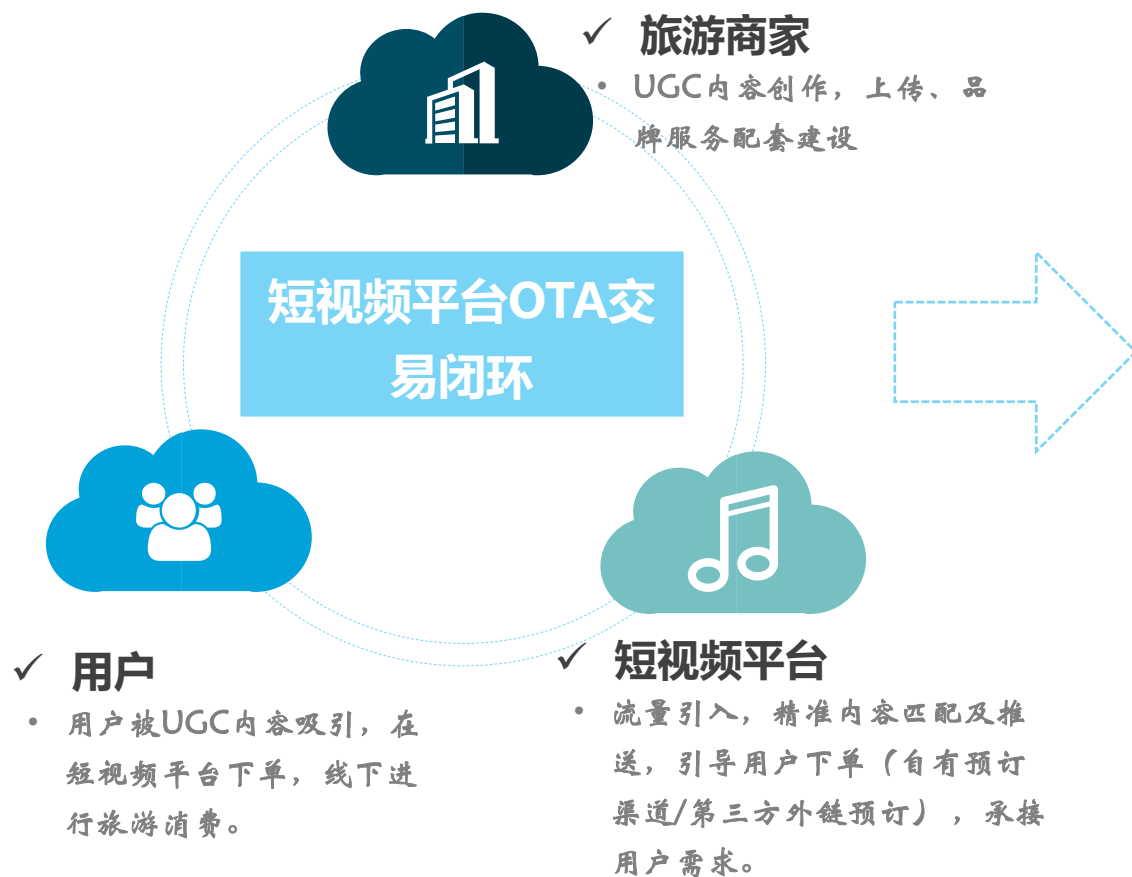 旅游商家
UGC内容创作，上传、品
牌服务配套建设
短视频平台OTA交
易闭环
用户
用户被UGC内容吸引，在
短视频平台下单，线下进
行旅游消费。
短视频平台
流量引入，精准内容匹配及推
送，引导用户下单（自有预订
渠道/第三方外链预订），承接
用户需求。